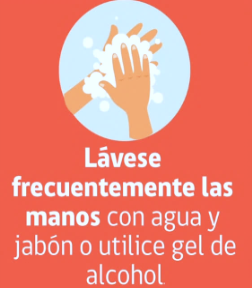 Lávese
frecuentemente las
manos con agua y
jabón o utilice gel de
alcohol